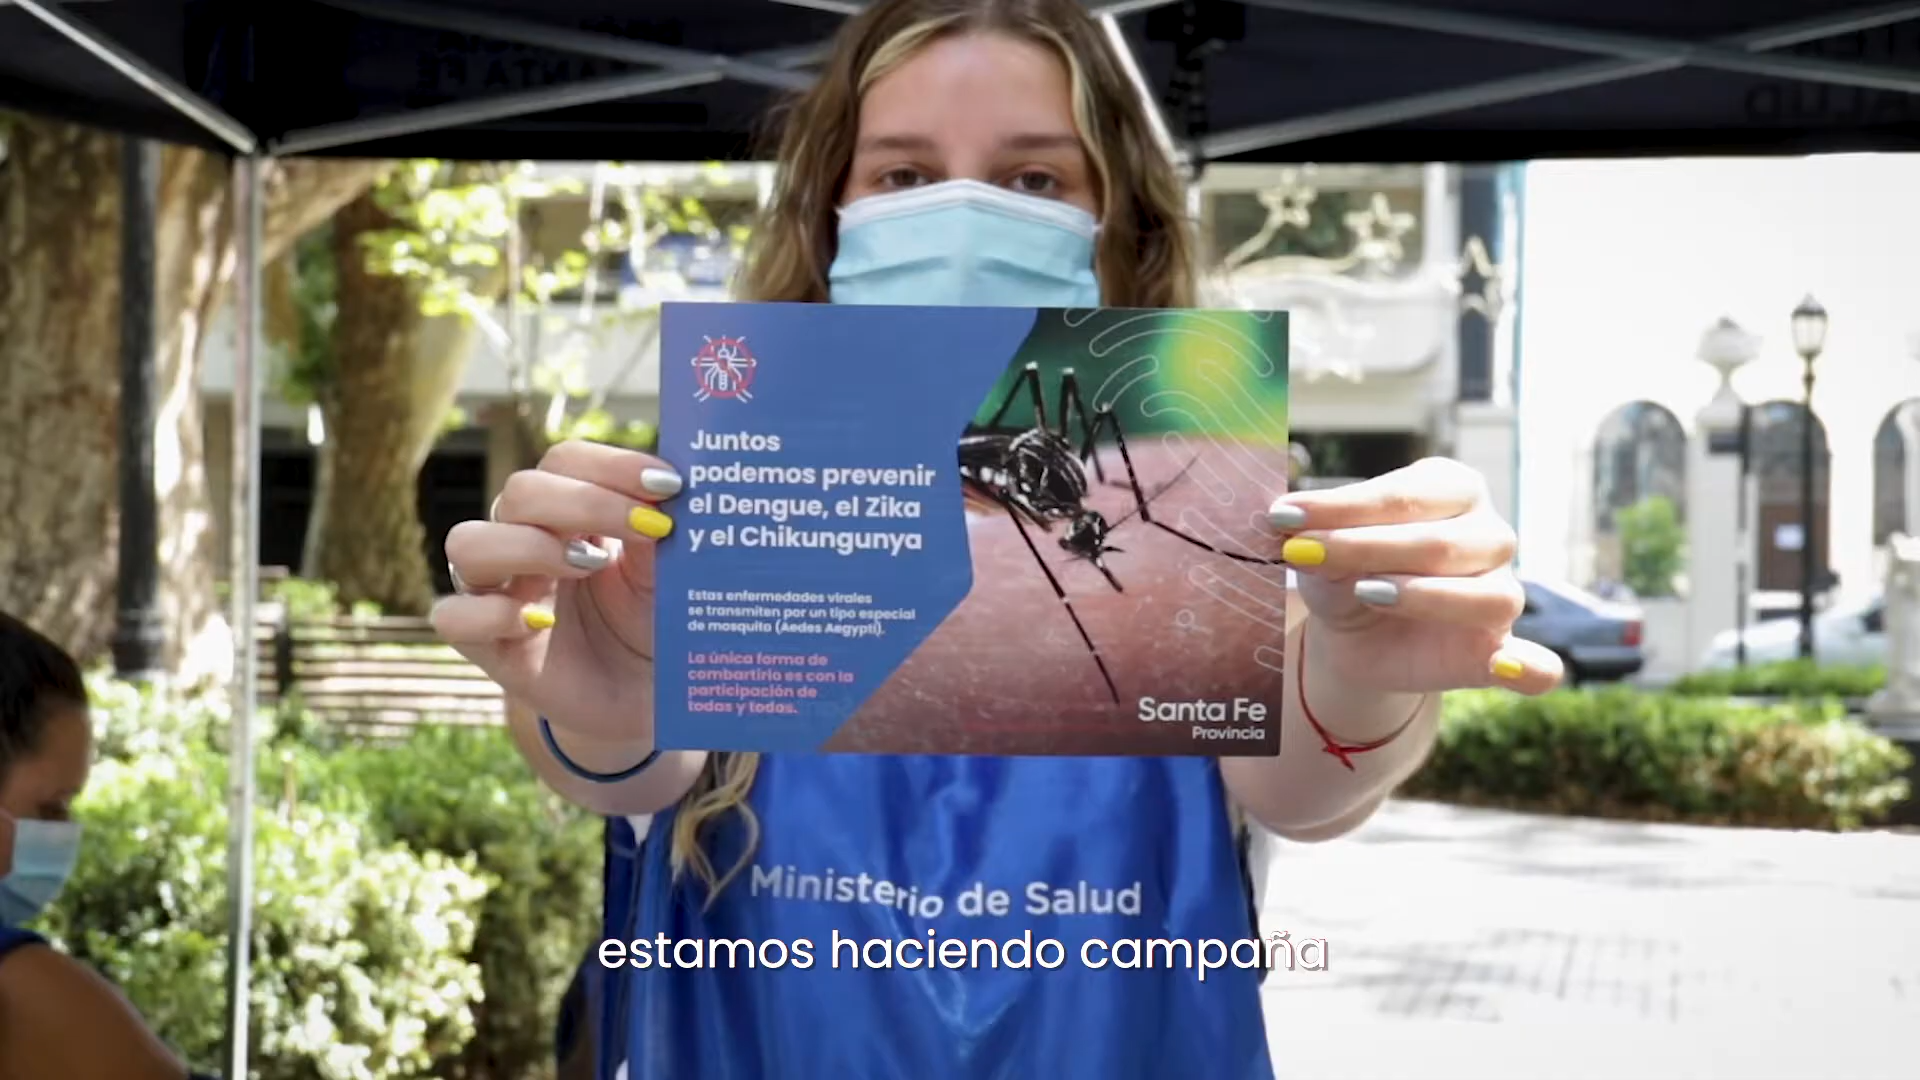 Juntos
podemos prevenir
el Dengue, el Zika
y el Chikungunya
Estas enfermedades virales
se transmiten por un tipo especial
de mosquito (Aedes Aegypti).
La única forma de
combartirlo es con la
participación de
todas y todos.
Santa Fe
Provincia
Ministerio de Salud
estamos haciendo campaña